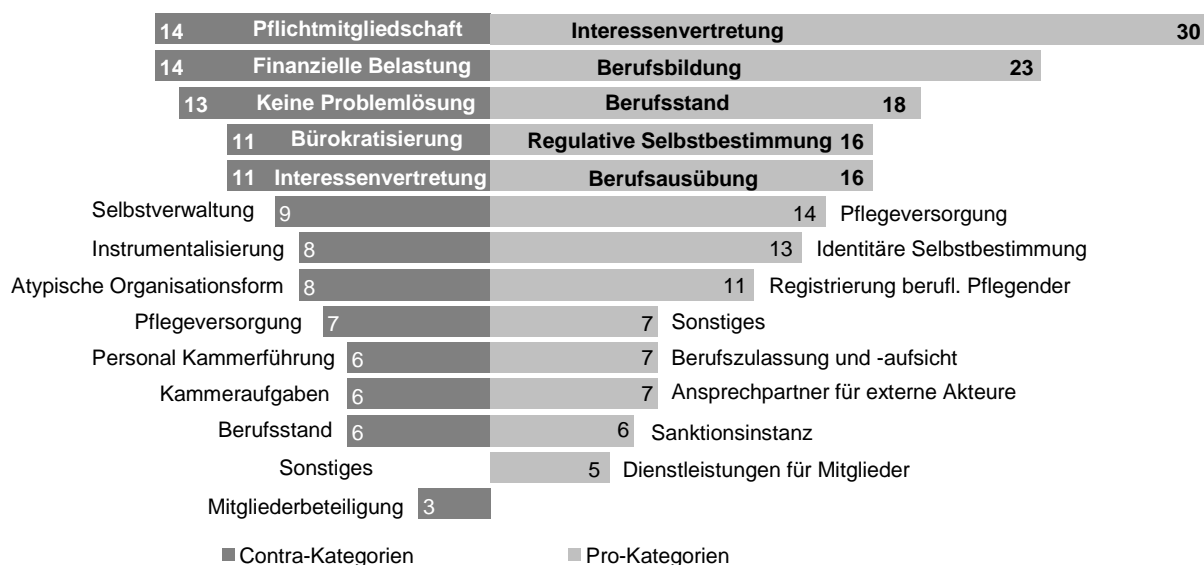 14 Pflichtmitgliedschaft Interessenvertretung 30
14 Finanzielle Belastung Berufsbildung 23
13 Keine Problemlösung Berufsstand 18
11 Bürokratisierung Regulative Selbstbestimmung 16
11 Interessenvertretung Berufsausübung 16
Selbstverwaltung 9 14 Pflegeversorgung
Instrumentalisierung 8 13 Identitäre Selbstbestimmung
Atypische Organisationsform 8 11 Registrierung berufl. Pflegender
Pflegeversorgung 7 7 Sonstiges
Personal Kammerführung 6 7 Berufszulassung und -aufsicht
Kammeraufgaben 6 7 Ansprechpartner für externe Akteure
Berufsstand 6 6 Sanktionsinstanz
Sonstiges 5 Dienstleistungen für Mitglieder
Mitgliederbeteiligung 3
Contra-Kategorien Pro-Kategorien